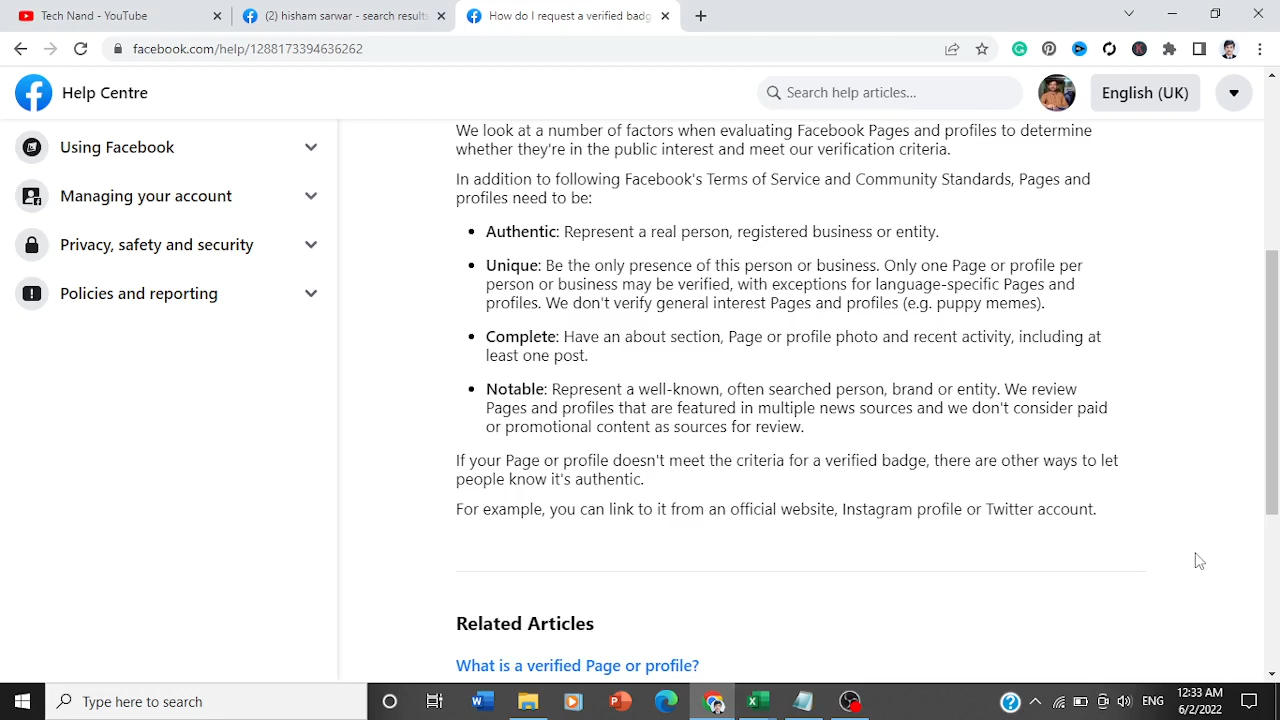 Tech Nand - YouTube
(2) hisham sarwar - search results
How do I request a verified badg
facebook.com/help/1288173394636262
Help Centre
Search help articles...
English (UK)
Using Facebook
Managing your account
Privacy, safety and security
Policies and reporting
We look at a number of factors when evaluating Facebook Pages and profiles to determine
whether they're in the public interest and meet our verification criteria.
In addition to following Facebook's Terms of Service and Community Standards, Pages and
profiles need to be:
• Authentic: Represent a real person, registered business or entity.
• Unique: Be the only presence of this person or business. Only one Page or profile per
person or business may be verified, with exceptions for language-specific Pages and
profiles. We don't verify general interest Pages and profiles (e.g. puppy memes).
• Complete: Have an about section, Page or profile photo and recent activity, including at
least one post.
• Notable: Represent a well-known, often searched person, brand or entity. We review
Pages and profiles that are featured in multiple news sources and we don't consider paid
or promotional content as sources for review.
If your Page or profile doesn't meet the criteria for a verified badge, there are other ways to let
people know it's authentic.
For example, you can link to it from an official website, Instagram profile or Twitter account.
Related Articles
What is a verified Page or profile?
Type here to search
ENG
12:33 AM
6/2/2022